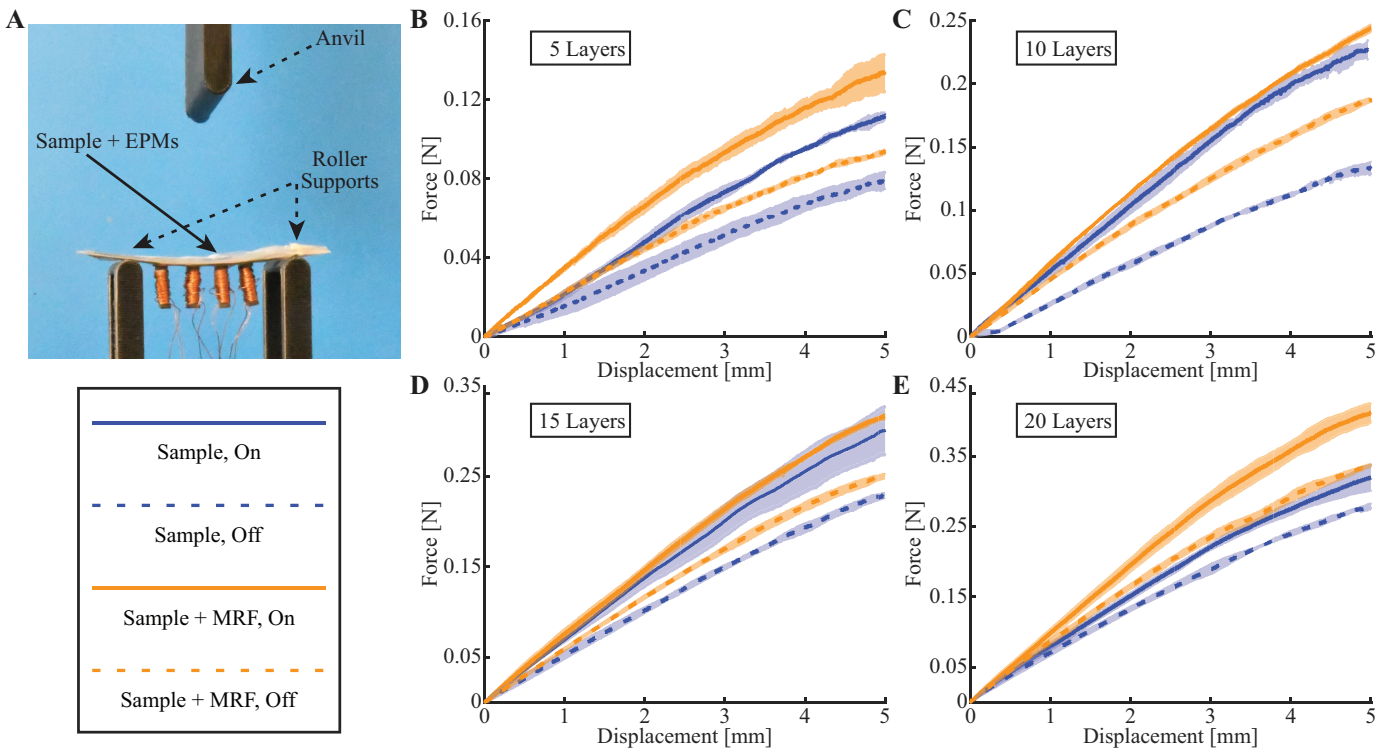 A
Anvil
Sample + EPMs
Roller
Supports
Sample, On
Sample, Off
Sample + MRF, On
Sample + MRF, Off
B
5 Layers
Force [N]
0.16
0.12
0.08
0.04
0
0 1 2 3 4 5
Displacement [mm]
C
10 Layers
Force [N]
0.25
0.2
0.15
0.1
0.05
0
0 1 2 3 4 5
Displacement [mm]
D
15 Layers
Force [N]
0.35
0.25
0.15
0.05
0
0 1 2 3 4 5
Displacement [mm]
E
20 Layers
Force [N]
0.45
0.35
0.25
0.15
0.05
0
0 1 2 3 4 5
Displacement [mm]